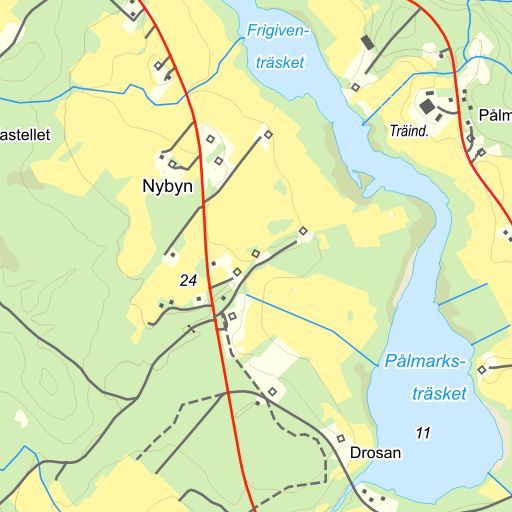 Frigiven-
träsket
Träind.
Pålm
astellet
Nybyn
24
Pålmarks-
träsket
11
Drosan